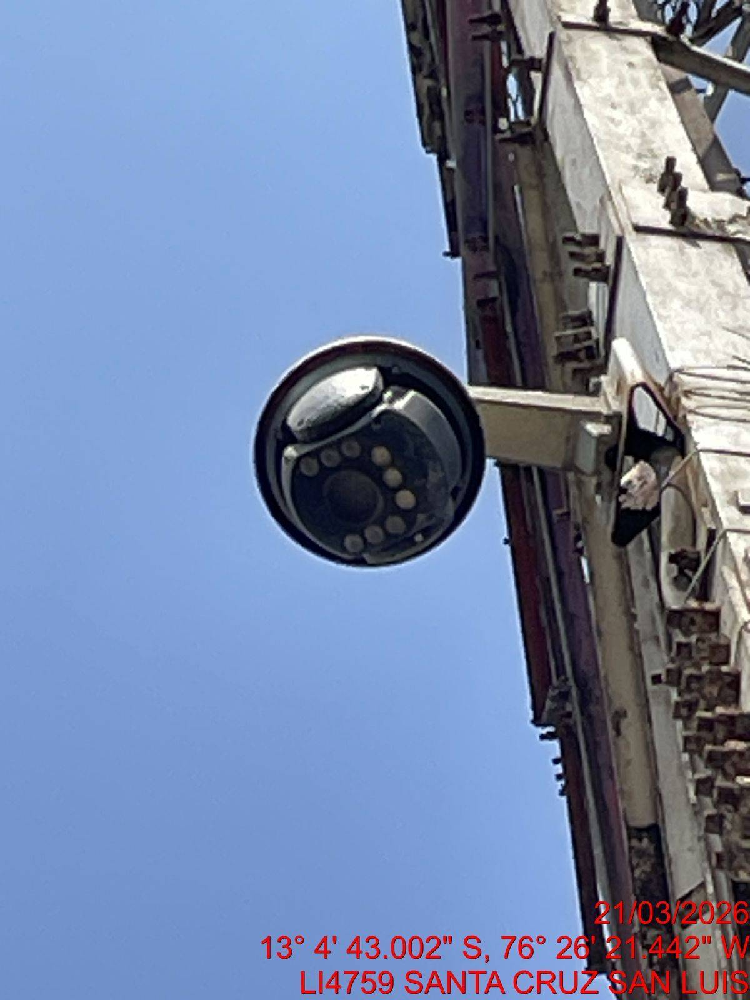 21/03/2026
13° 4' 43.002" S, 76° 26' 21.442" W
LI4759 SANTA CRUZ SAN LUIS